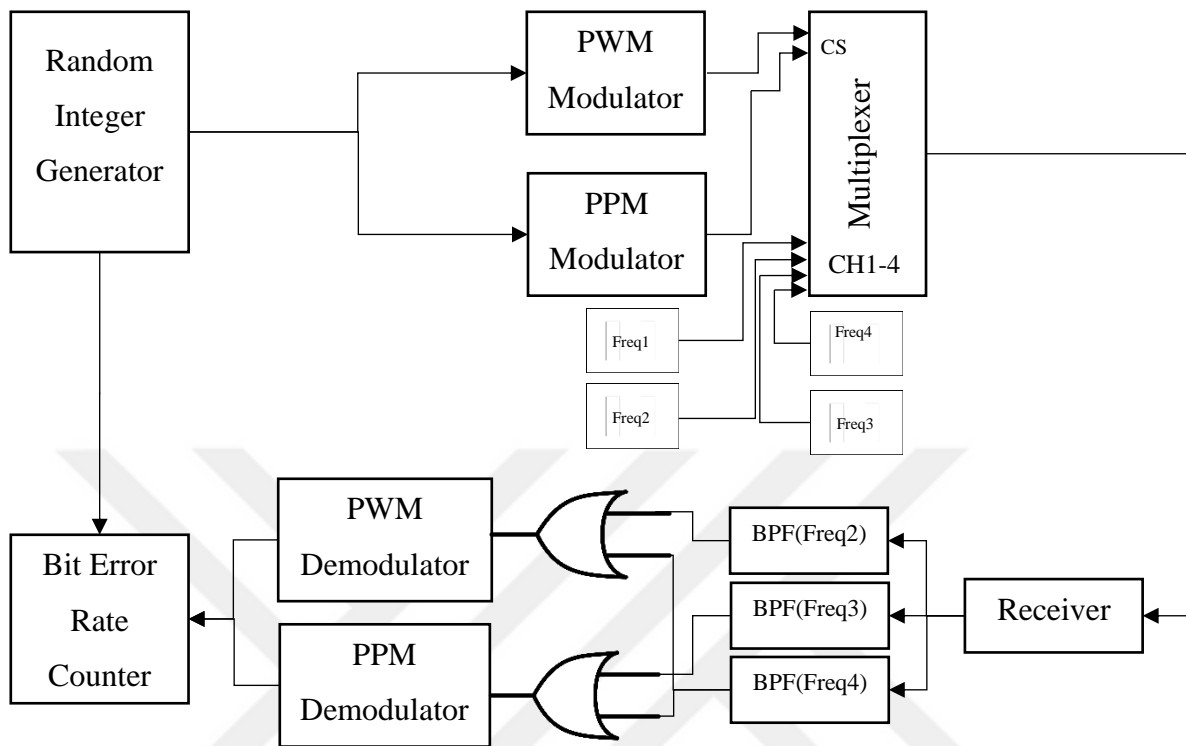 Random
Integer
Generator
PWM
Modulator
PPM
Modulator
CS
Multiplexer
CH1-4
Freq1
Freq2
Freq4
Freq3
PWM
Demodulator
PPM
Demodulator
BPF(Freq2)
BPF(Freq3)
BPF(Freq4)
Receiver
Bit Error
Rate
Counter